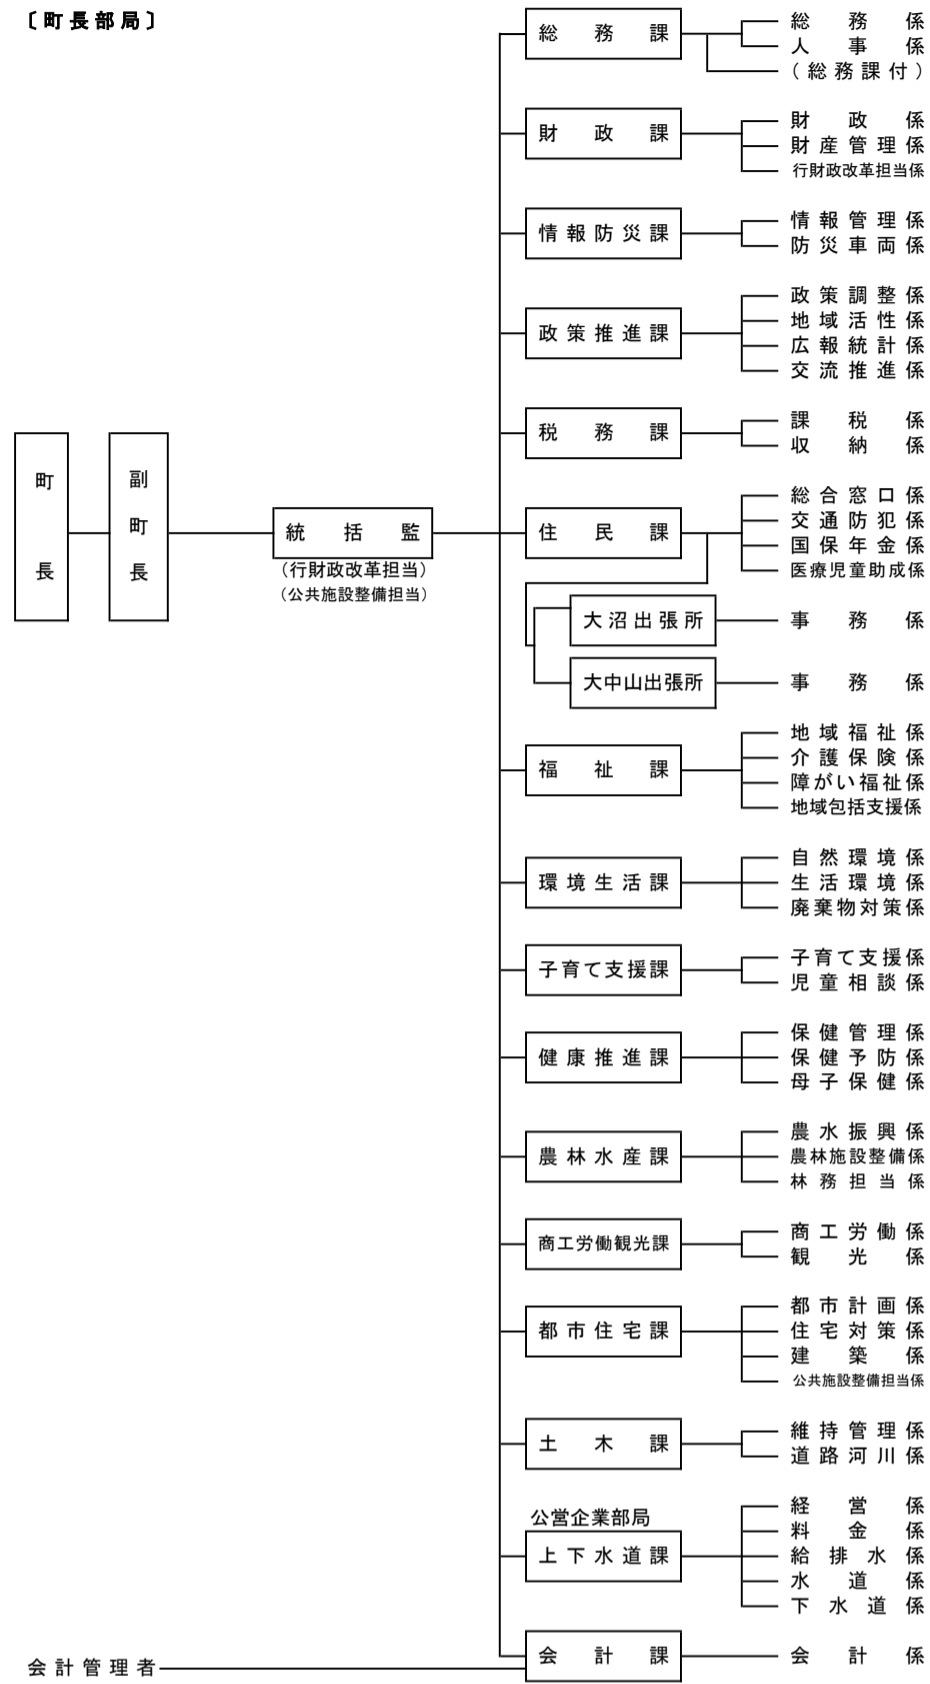 〔町長部局〕
総務課
総務係
人事係
（総務課付）
財政課
財政係
財産管理係
行財政改革担当係
情報防災課
情報管理係
防災車両係
政策推進課
政策調整係
地域活性係
広報統計係
交流推進係
税務課
課税係
収納係
町長
副町長
統括監
（行財政改革担当）
（公共施設整備担当）
住民課
総合窓口係
交通防犯係
国保年金係
医療児童助成係
大沼出張所
事務係
大中山出張所
事務係
福祉課
地域福祉係
介護保険係
障がい福祉係
地域包括支援係
環境生活課
自然環境係
生活環境係
廃棄物対策係
子育て支援課
子育て支援係
児童相談係
健康推進課
保健管理係
保健予防係
母子保健係
農林水産課
農水振興係
農林施設整備係
林務担当係
商工労働観光課
商工労働係
観光係
都市住宅課
都市計画係
住宅対策係
建築係
公共施設整備担当係
土木課
維持管理係
道路河川係
公営企業部局
上下水道課
経営係
料金係
給排水係
水道係
下水道係
会計管理者
会計課
会計係